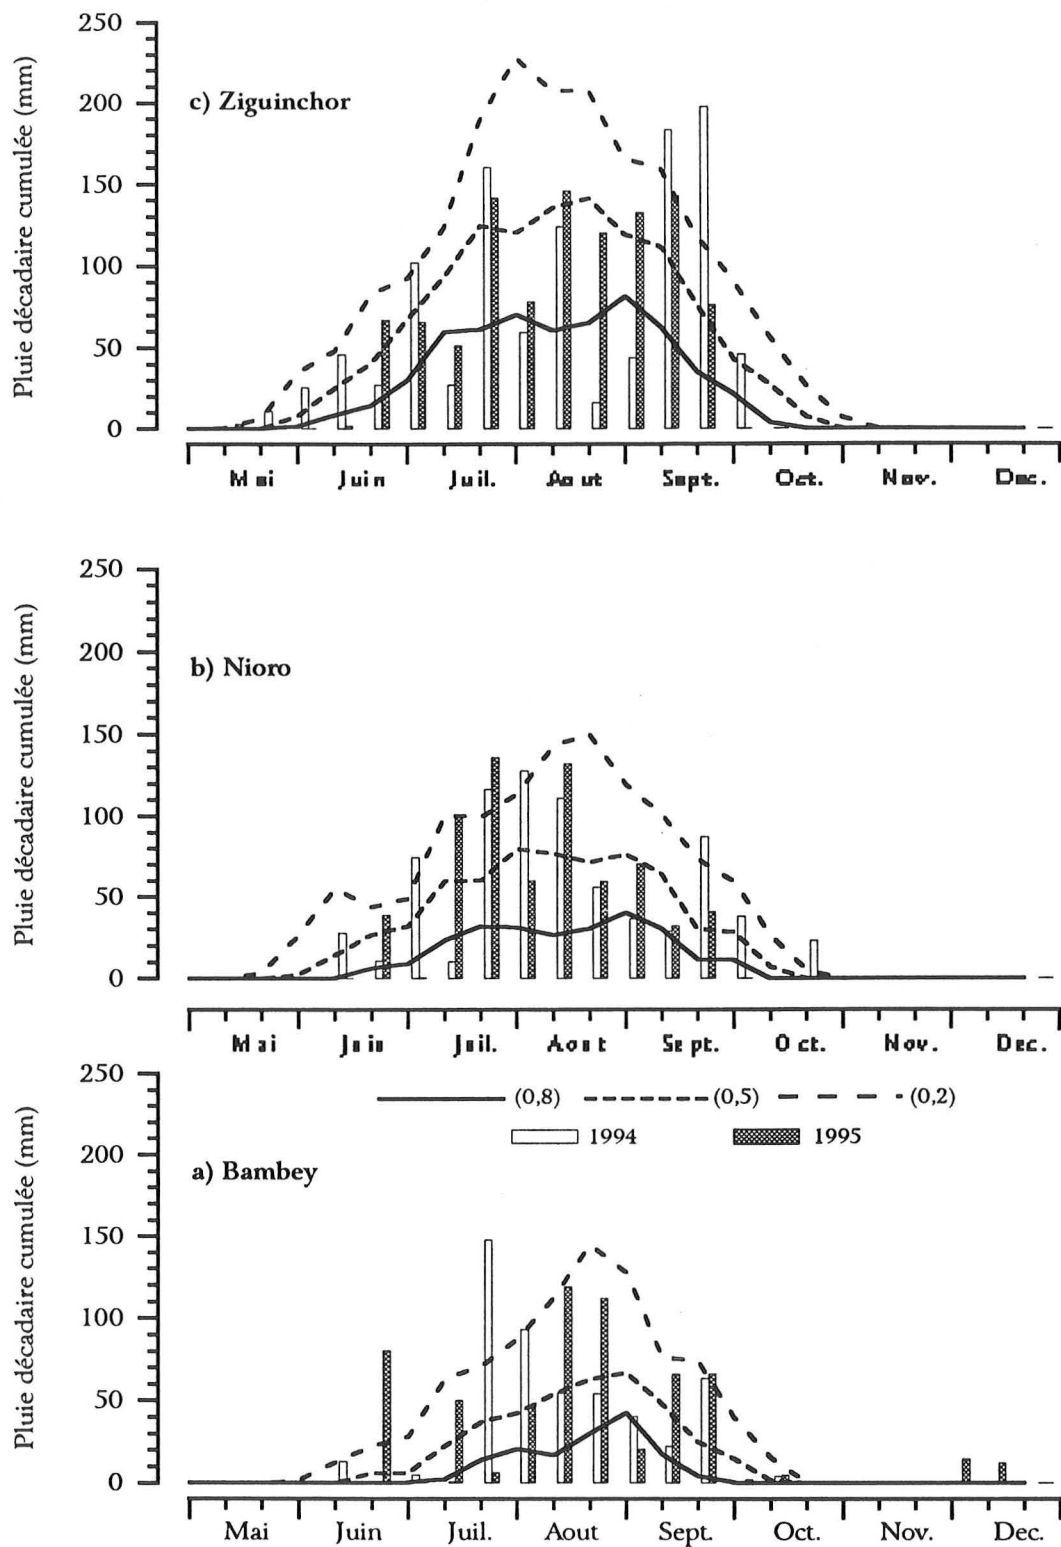 250
200
150
100
50
0
Pluie décadaire cumulée (mm)
c) Ziguinchor
Mai Juin Juil. Aout Sept. Oct. Nov. Dec.
250
200
150
100
50
0
Pluie décadaire cumulée (mm)
b) Nioro
Mai Juin Juil. Aout Sept. Oct. Nov. Dec.
250
200
150
100
50
0
Pluie décadaire cumulée (mm)
(0,8) (0,5) (0,2)
1994 1995
a) Bambey
Mai Juin Juil. Aout Sept. Oct. Nov. Dec.